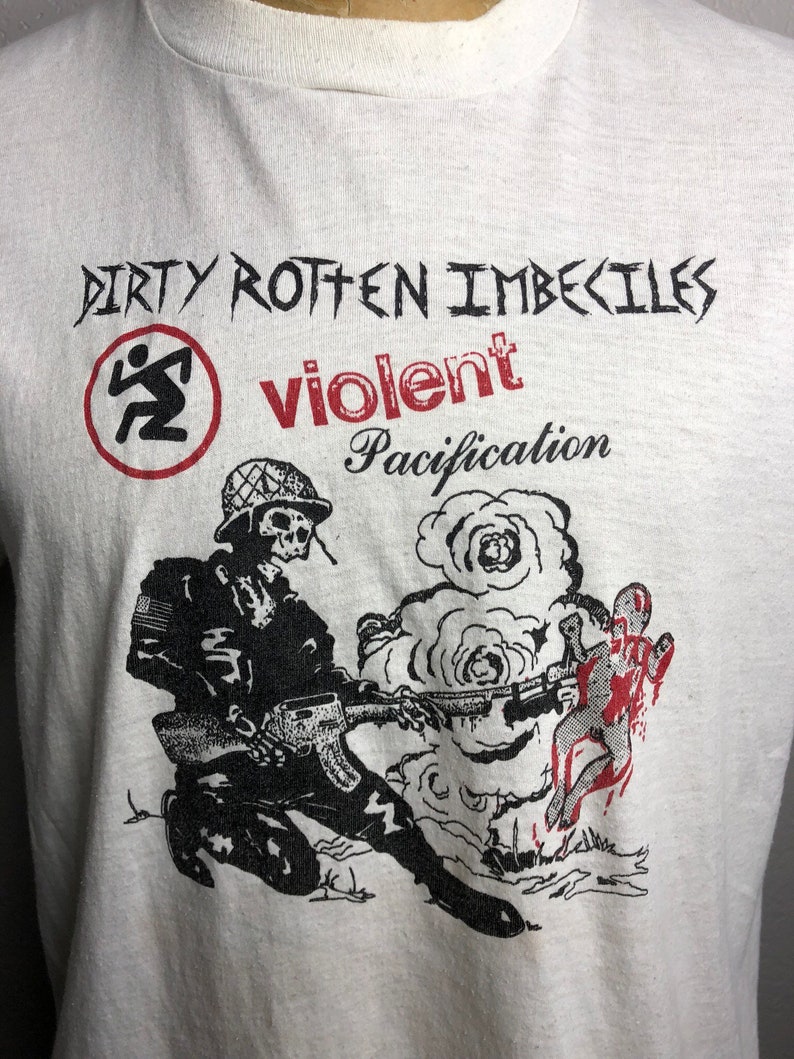 DIRTY ROTTEN IMBECILES
violent
Pacification